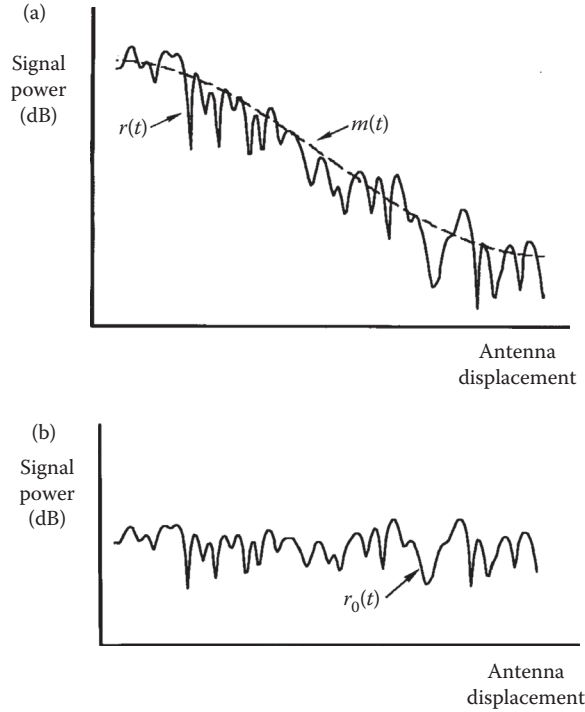 (a)
Signal
power
(dB)
r(t)
m(t)
Antenna
displacement
(b)
Signal
power
(dB)
r₀(t)
Antenna
displacement